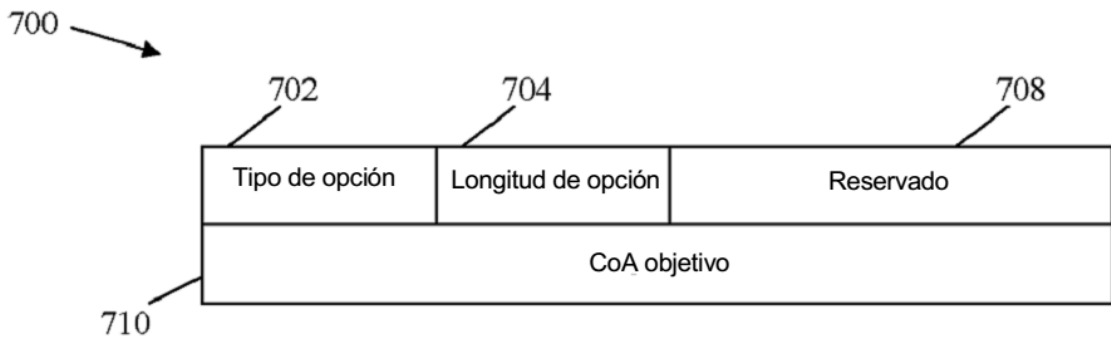 700
702 704 708
Tipo de opción Longitud de opción Reservado
CoA objetivo
710